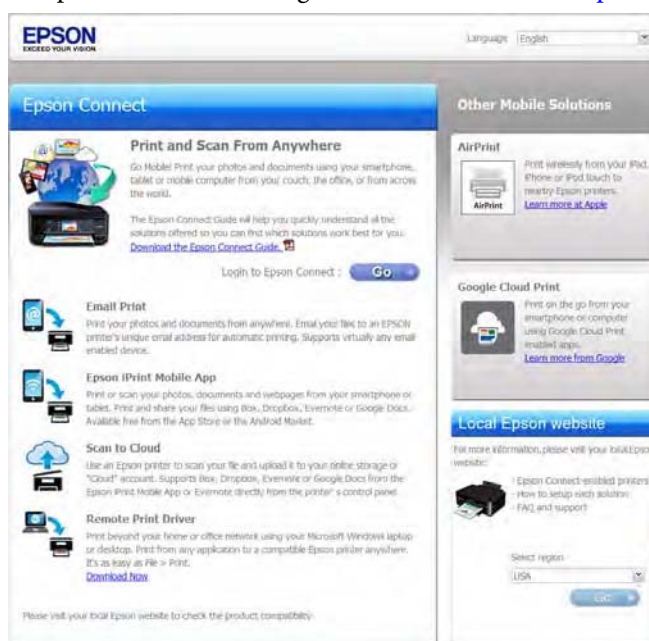 EPSON
EXCEED YOUR VISION
Language English
Epson Connect
Print and Scan From Anywhere
Go Mobile! Print your photos and documents using your smartphone,
tablet or mobile computer from your couch, the office, or from across
the world.
The Epson Connect Guide will help you quickly understand all the
solutions offered so you can find which solutions work best for you.
Download the Epson Connect Guide.
Login to Epson Connect : Go
Email Print
Print your photos and documents from anywhere. Email your files to an EPSON
printer's unique email address for automatic printing. Supports virtually any email
enabled device.
Epson iPrint Mobile App
Print or scan your photos, documents and webpages from your smartphone or
tablet. Print and share your files using Box, Dropbox, Evernote or Google Docs.
Available free from the App Store or the Android Market.
Scan to Cloud
Use an Epson printer to scan your file and upload it to your online storage or
"Cloud" account. Supports Box, Dropbox, Evernote or Google Docs from the
Epson iPrint Mobile App or Evernote directly from the printer's control panel.
Remote Print Driver
Print beyond your home or office network using your Microsoft Windows laptop
or desktop. Print from any application to a compatible Epson printer anywhere.
It's as easy as File > Print.
Download Now
Please visit your local Epson website to check the product compatibility
Other Mobile Solutions
AirPrint
AirPrint
Print wirelessly from your iPad,
iPhone or iPod touch to
nearby Epson printers.
Learn more at Apple
Google Cloud Print
Print on the go from your
smartphone or computer
using Google Cloud Print
enabled apps.
Learn more from Google
Local Epson website
For more information, please visit your local Epson
website:
- Epson Connect-enabled printers
- How to setup each solution
- FAQ and support
Select region
USA
GO